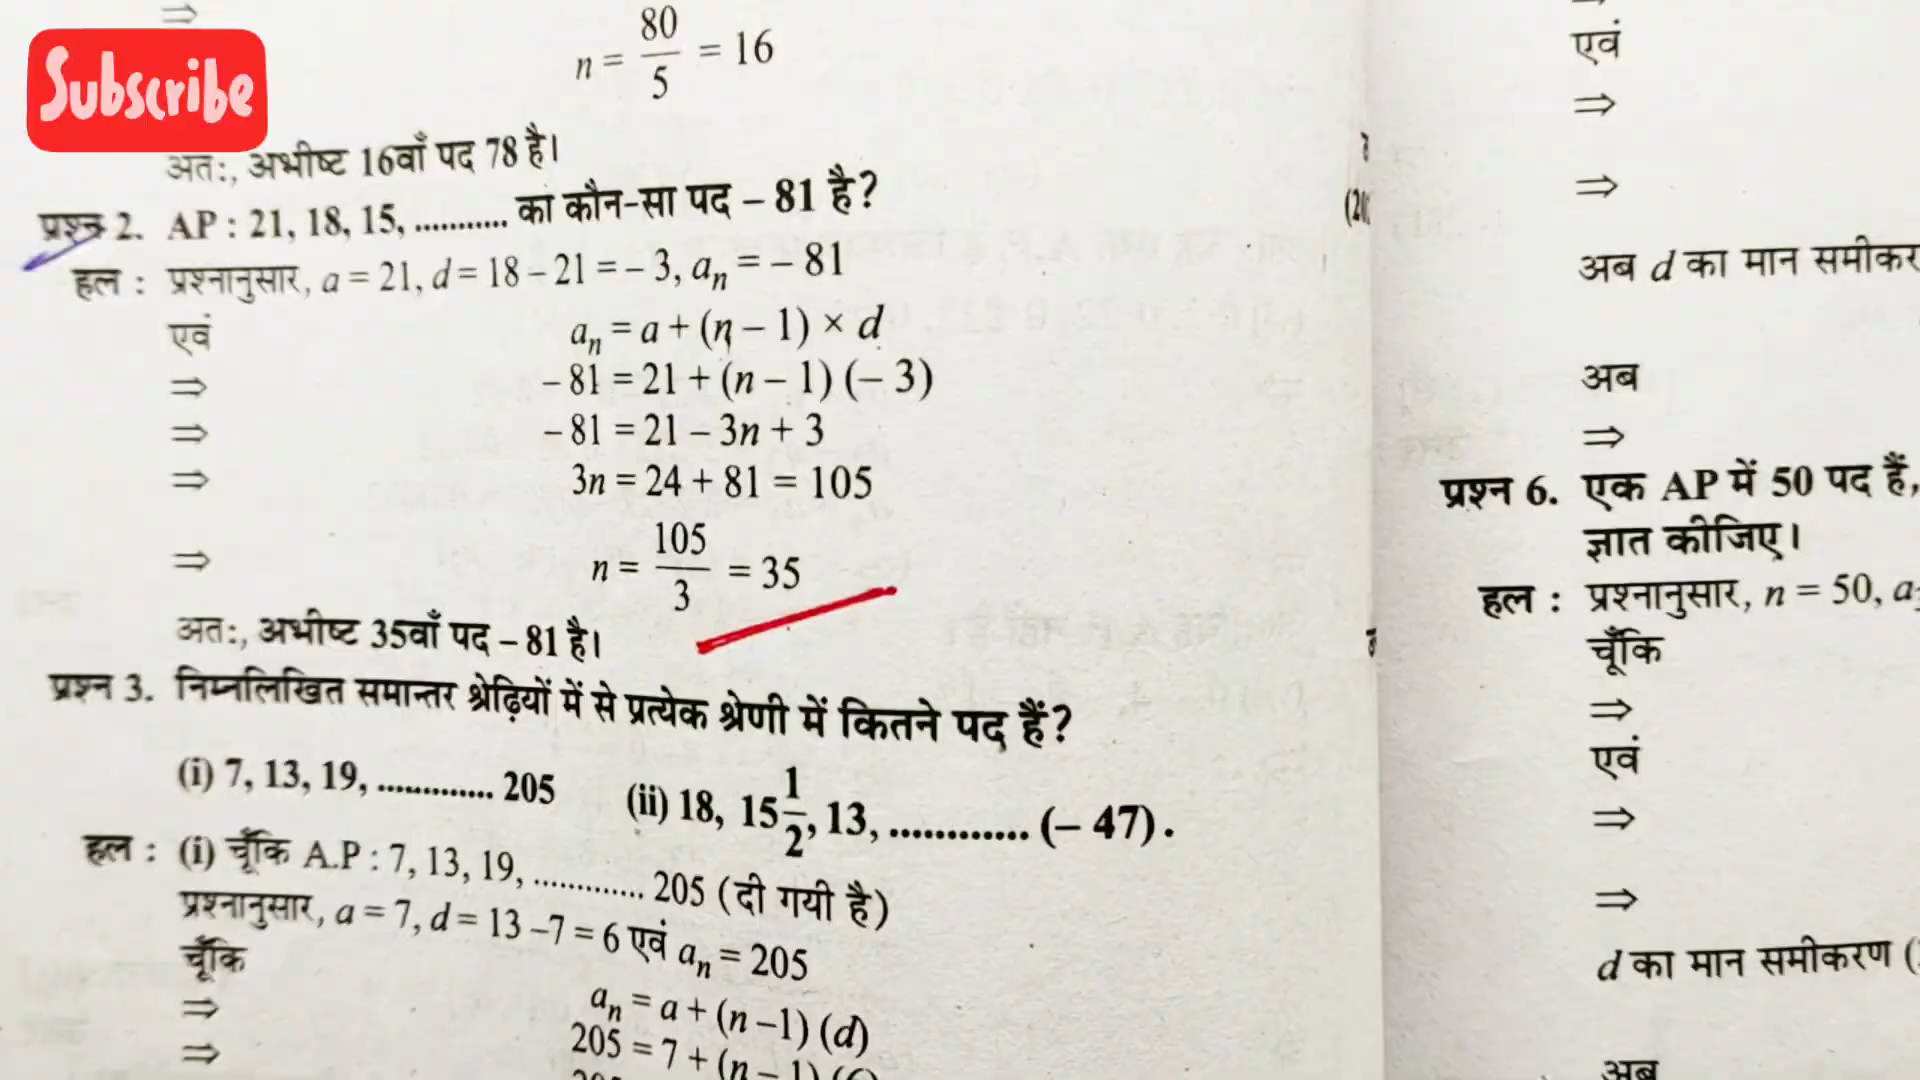 Subscribe
⇒
n = 80/5 = 16
अतः, अभीष्ट 16वाँ पद 78 है।
प्रश्न 2. AP : 21, 18, 15, ........... का कौन-सा पद – 81 है?
हल : प्रश्नानुसार, a = 21, d = 18 – 21 = – 3, aₙ = – 81
एवं aₙ = a + (n – 1) × d
⇒ – 81 = 21 + (n – 1) (– 3)
⇒ – 81 = 21 – 3n + 3
⇒ 3n = 24 + 81 = 105
⇒ n = 105/3 = 35
अतः, अभीष्ट 35वाँ पद – 81 है।
प्रश्न 3. निम्नलिखित समान्तर श्रेढ़ियों में से प्रत्येक श्रेणी में कितने पद हैं?
(i) 7, 13, 19, ............. 205 (ii) 18, 15 1/2, 13, ............. (– 47).
हल : (i) चूँकि A.P : 7, 13, 19, ............. 205 (दी गयी है)
प्रश्नानुसार, a = 7, d = 13 –7 = 6 एवं aₙ = 205
चूँकि
⇒ aₙ = a + (n –1) (d)
⇒ 205 = 7 + (n – 1)
एवं
⇒
⇒
अब d का मान समीकर
अब
⇒
प्रश्न 6. एक AP में 50 पद हैं,
ज्ञात कीजिए।
हल : प्रश्नानुसार, n = 50, a
चूँकि
⇒
एवं
⇒
⇒
d का मान समीकरण (
अब